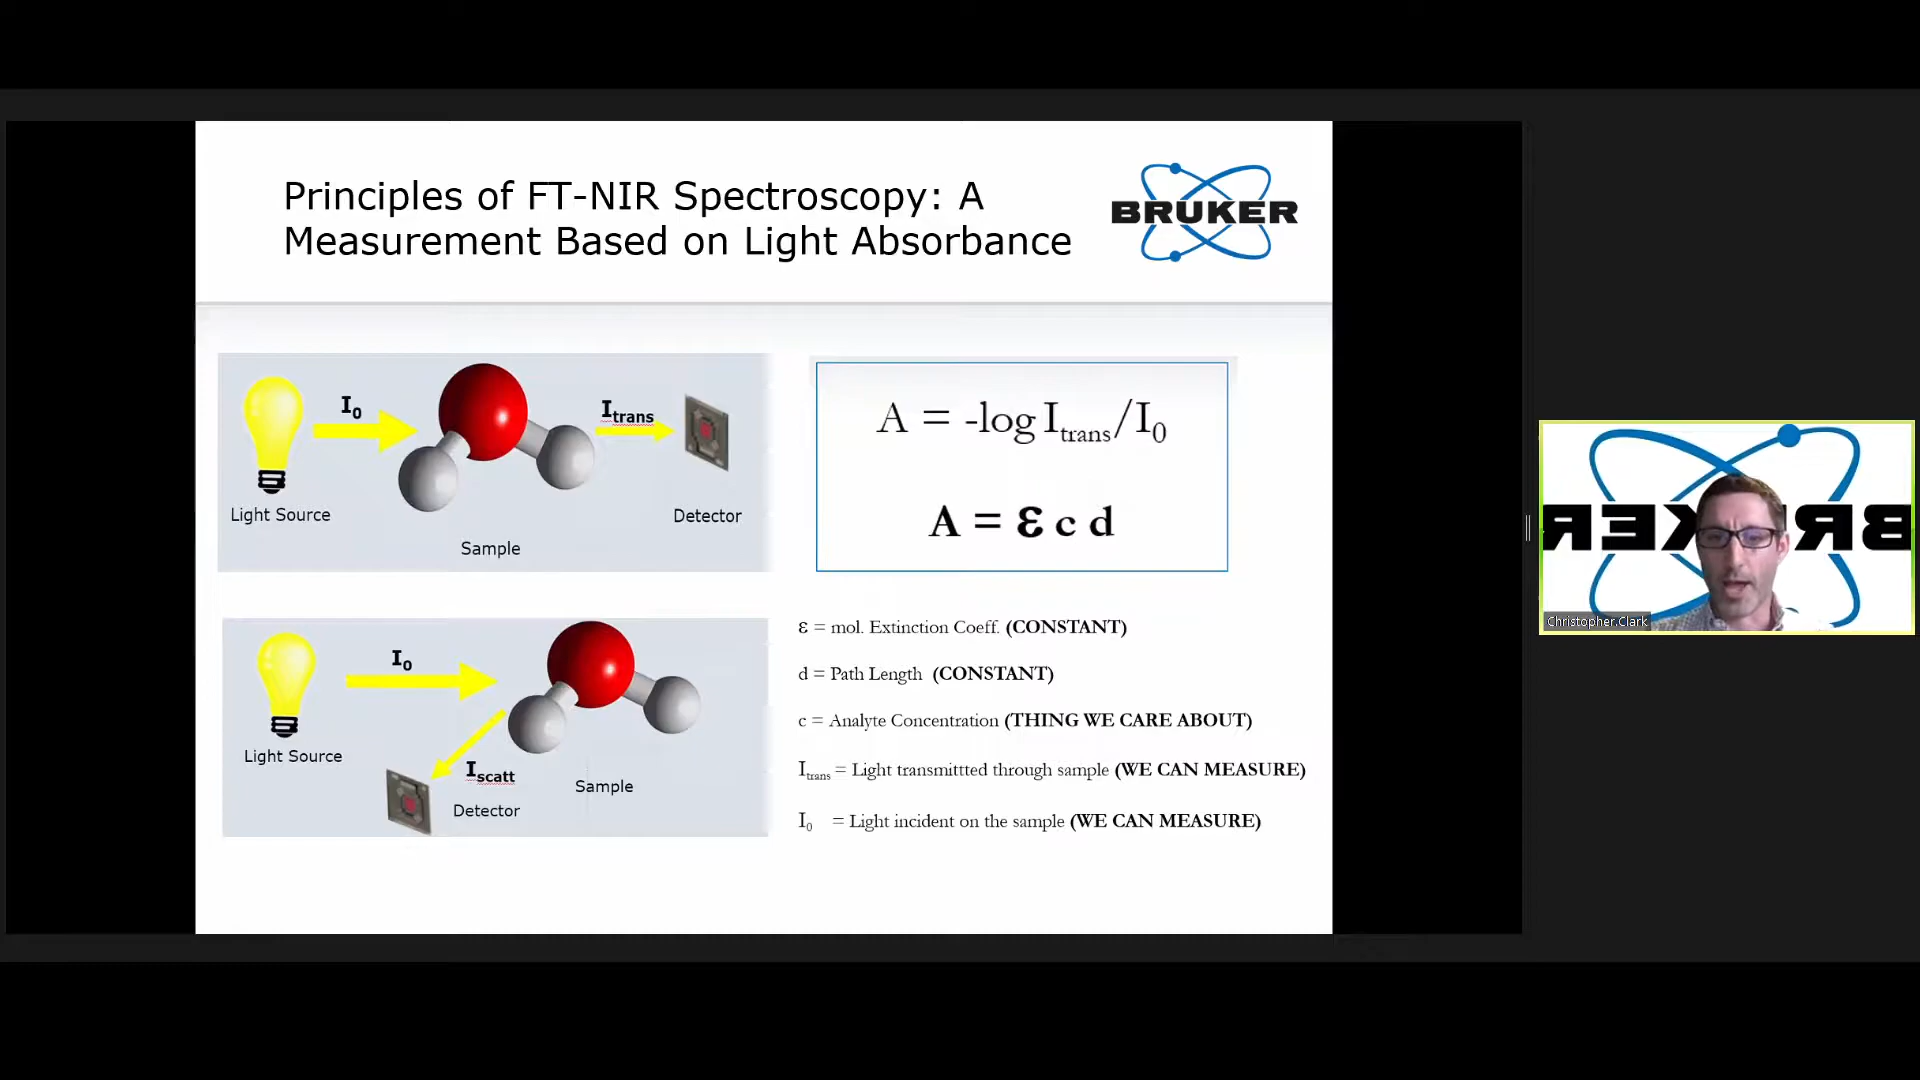 Principles of FT-NIR Spectroscopy: A
Measurement Based on Light Absorbance
BRUKER
I0
Itrans
Light Source
Detector
Sample
A = -log Itrans/I0
A = ε c d
I0
Light Source
Iscatt
Sample
Detector
ε = mol. Extinction Coeff. (CONSTANT)
d = Path Length (CONSTANT)
c = Analyte Concentration (THING WE CARE ABOUT)
Itrans = Light transmittted through sample (WE CAN MEASURE)
I0 = Light incident on the sample (WE CAN MEASURE)
BRUKER
Christopher.Clark